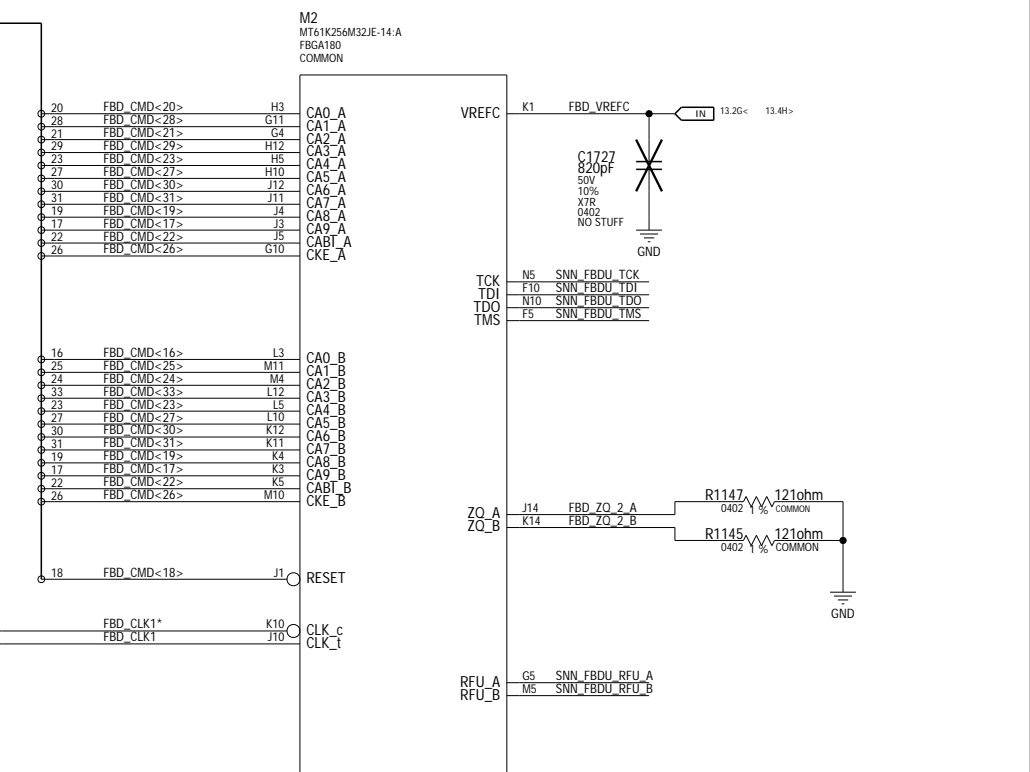 M2
MT61K256M32JE-14:A
FBGA180
COMMON
20 FBD_CMD<20> H3 CA0_A
28 FBD_CMD<28> G11 CA1_A
21 FBD_CMD<21> G4 CA2_A
29 FBD_CMD<29> H12 CA3_A
23 FBD_CMD<23> H5 CA4_A
27 FBD_CMD<27> H10 CA5_A
30 FBD_CMD<30> J12 CA6_A
31 FBD_CMD<31> J11 CA7_A
19 FBD_CMD<19> J4 CA8_A
17 FBD_CMD<17> J3 CA9_A
22 FBD_CMD<22> J5 CABI_A
26 FBD_CMD<26> G10 CKE_A
VREFC K1 FBD_VREFC IN 13.2G< 13.4H>
C1727
820pF
50V
10%
X7R
0402
NO STUFF
GND
TCK N5 SNN_FBDU_TCK
TDI F10 SNN_FBDU_TDI
TDO N10 SNN_FBDU_TDO
TMS F5 SNN_FBDU_TMS
16 FBD_CMD<16> L3 CA0_B
25 FBD_CMD<25> M11 CA1_B
24 FBD_CMD<24> M4 CA2_B
33 FBD_CMD<33> L12 CA3_B
23 FBD_CMD<23> L5 CA4_B
27 FBD_CMD<27> L10 CA5_B
30 FBD_CMD<30> K12 CA6_B
31 FBD_CMD<31> K11 CA7_B
19 FBD_CMD<19> K4 CA8_B
17 FBD_CMD<17> K3 CA9_B
22 FBD_CMD<22> K5 CABI_B
26 FBD_CMD<26> M10 CKE_B
ZQ_A J14 FBD_ZQ_2_A
ZQ_B K14 FBD_ZQ_2_B
R1147 121ohm
0402 1 % COMMON
R1145 121ohm
0402 1 % COMMON
GND
18 FBD_CMD<18> J1 RESET
FBD_CLK1* K10 CLK_c
FBD_CLK1 J10 CLK_t
RFU_A G5 SNN_FBDU_RFU_A
RFU_B M5 SNN_FBDU_RFU_B